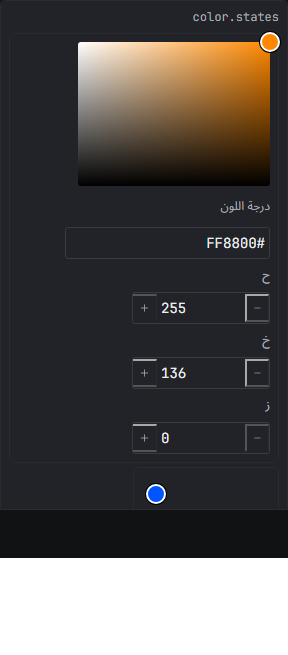 color.states
درجة اللون
FF8800#
ح
− 255 +
خ
− 136 +
ز
− 0 +